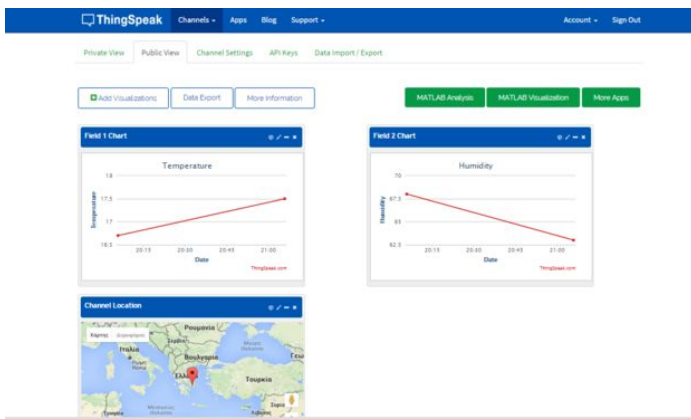 ThingSpeak Channels Apps Blog Support Account Sign Out
Private View Public View Channel Settings API Keys Data Import / Export
Add Visualizations Data Export More Information MATLAB Analysis MATLAB Visualization More Apps
Field 1 Chart
Temperature
18
17.5
17
16.5
Temperature
20:15 20:30 20:45 21:00
Date
ThingSpeak.com
Field 2 Chart
Humidity
70
67.5
65
62.5
Humidity
20:15 20:30 20:45 21:00
Date
ThingSpeak.com
Channel Location
Χάρτης
Ρουμανία
Ιταλία
Βουλγαρία
Ρώμη
Τουρκία